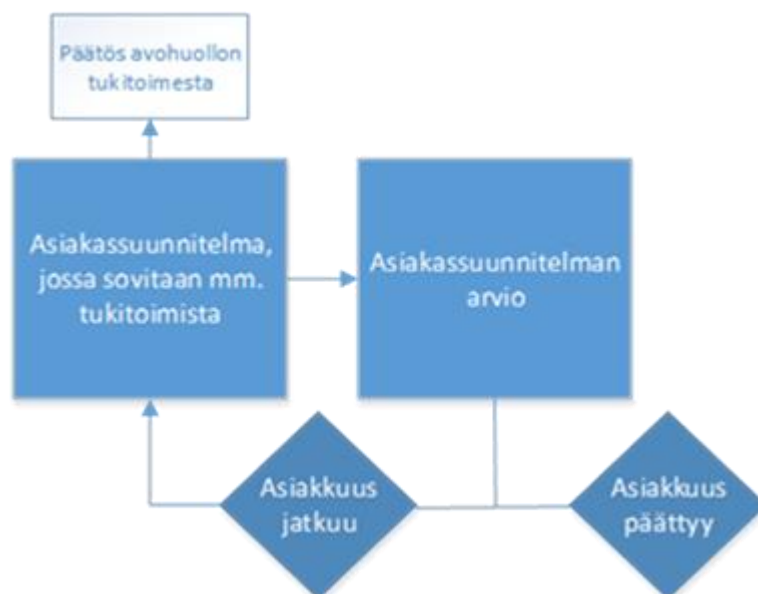 Päätös avohuollon
tukitoimesta
Asiakassuunnitelma,
jossa sovitaan mm.
tukitoimista
Asiakassuunnitelman
arvio
Asiakkuus
jatkuu
Asiakkuus
päättyy